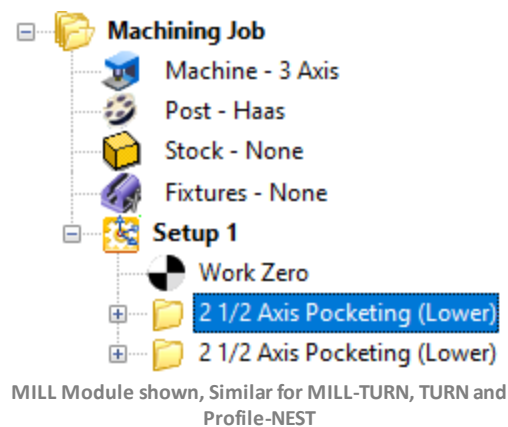 Machining Job
Machine - 3 Axis
Post - Haas
Stock - None
Fixtures - None
Setup 1
Work Zero
2 1/2 Axis Pocketing (Lower)
2 1/2 Axis Pocketing (Lower)
MILL Module shown, Similar for MILL-TURN, TURN and
Profile-NEST